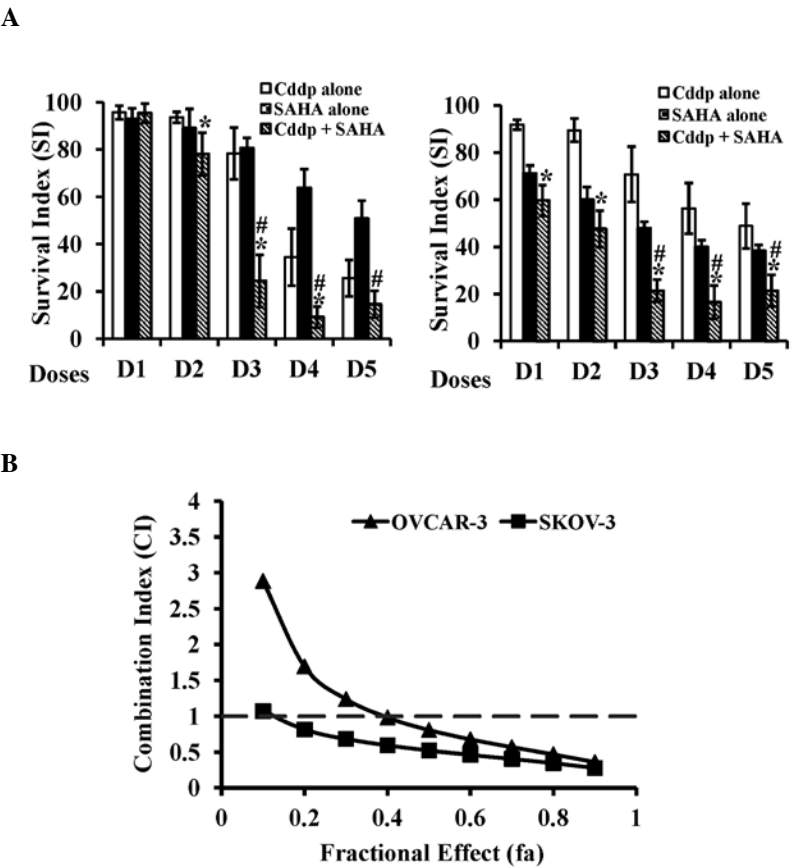 A
Cddp alone
SAHA alone
Cddp + SAHA
Survival Index (SI)
100
80
60
40
20
0
*
#
*
#
*
#
Doses D1 D2 D3 D4 D5
Cddp alone
SAHA alone
Cddp + SAHA
Survival Index (SI)
100
80
60
40
20
0
*
*
#
*
#
*
#
*
Doses D1 D2 D3 D4 D5
B
OVCAR-3 SKOV-3
Combination Index (CI)
4
3.5
3
2.5
2
1.5
1
0.5
0
0 0.2 0.4 0.6 0.8 1
Fractional Effect (fa)